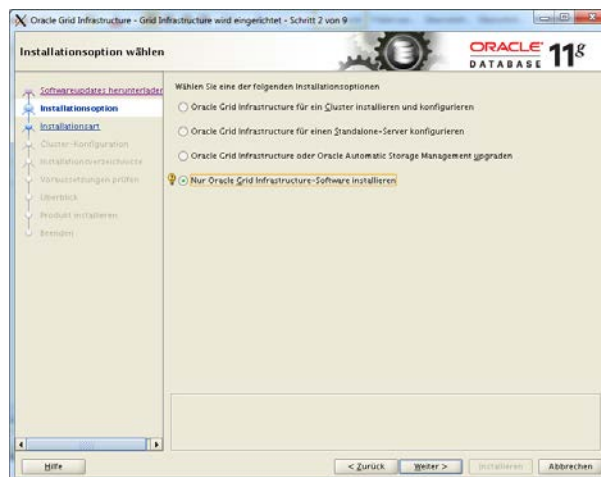 Oracle Grid Infrastructure - Grid Infrastructure wird eingerichtet - Schritt 2 von 9
Installationsoption wählen
ORACLE
DATABASE 11g
Softwareupdates herunterladen
Installationsoption
Installationsart
Cluster-Konfiguration
Installationsverzeichnisse
Voraussetzungen prüfen
Überblick
Produkt installieren
Beenden
Wählen Sie eine der folgenden Installationsoptionen
Oracle Grid Infrastructure für ein Cluster installieren und konfigurieren
Oracle Grid Infrastructure für einen Standalone-Server konfigurieren
Oracle Grid Infrastructure oder Oracle Automatic Storage Management upgraden
Nur Oracle Grid Infrastructure-Software installieren
Hilfe
< Zurück
Weiter >
Installieren
Abbrechen